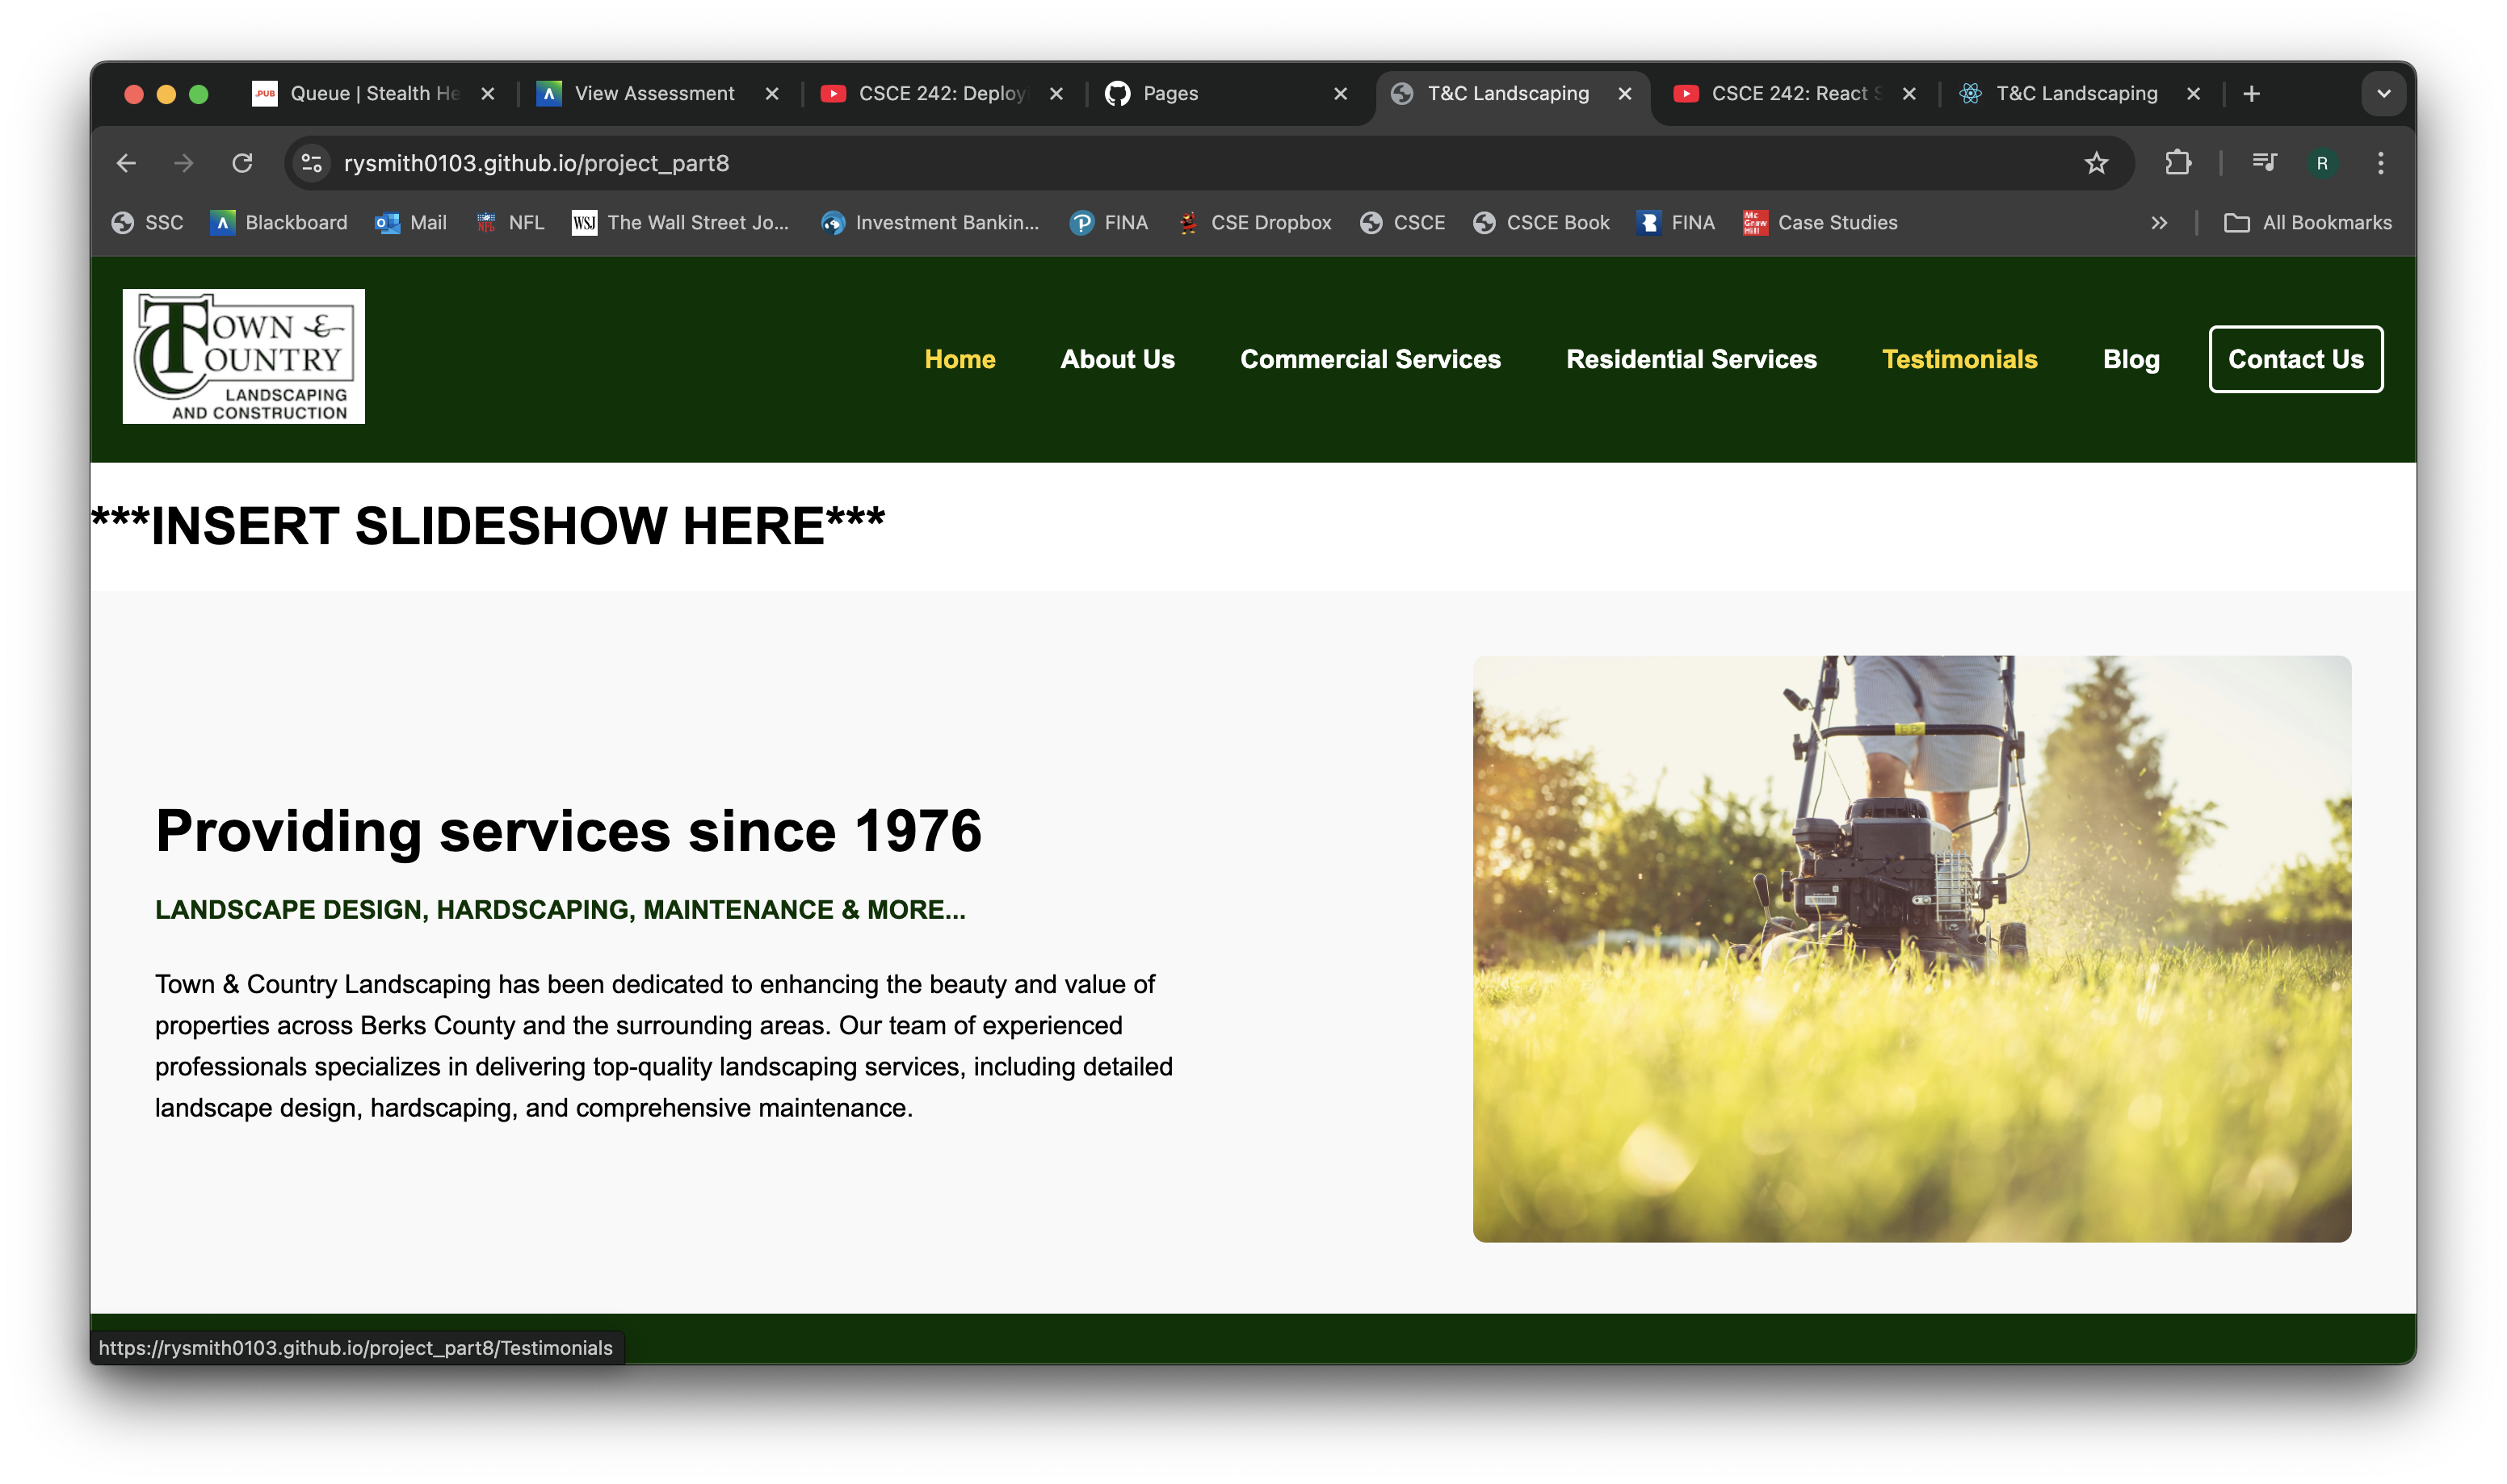 Queue | Stealth He
View Assessment
CSCE 242: Deploy
Pages
T&C Landscaping
CSCE 242: React S
T&C Landscaping
rysmith0103.github.io/project_part8
R
SSC
Blackboard
Mail
NFL
WSJ
The Wall Street Jo...
Investment Bankin...
FINA
CSE Dropbox
CSCE
CSCE Book
FINA
Mc Graw Hill
Case Studies
All Bookmarks
TOWN &
COUNTRY
LANDSCAPING
AND CONSTRUCTION
Home
About Us
Commercial Services
Residential Services
Testimonials
Blog
Contact Us
***INSERT SLIDESHOW HERE***
Providing services since 1976
LANDSCAPE DESIGN, HARDSCAPING, MAINTENANCE & MORE...
Town & Country Landscaping has been dedicated to enhancing the beauty and value of
properties across Berks County and the surrounding areas. Our team of experienced
professionals specializes in delivering top-quality landscaping services, including detailed
landscape design, hardscaping, and comprehensive maintenance.
https://rysmith0103.github.io/project_part8/Testimonials